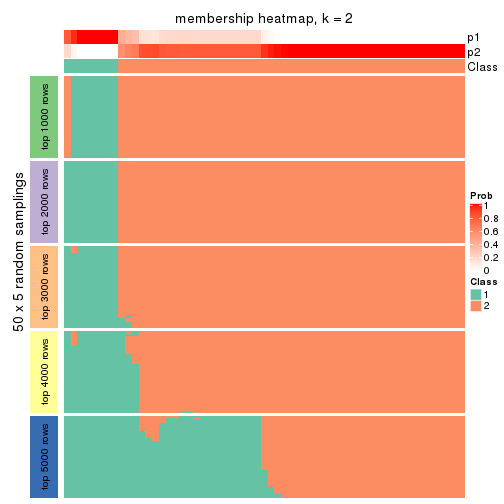 membership heatmap, k = 2
p1
p2
Class
50 x 5 random samplings
top 1000 rows
top 2000 rows
top 3000 rows
top 4000 rows
top 5000 rows
Prob
1
0.8
0.6
0.4
0.2
0
Class
1
2